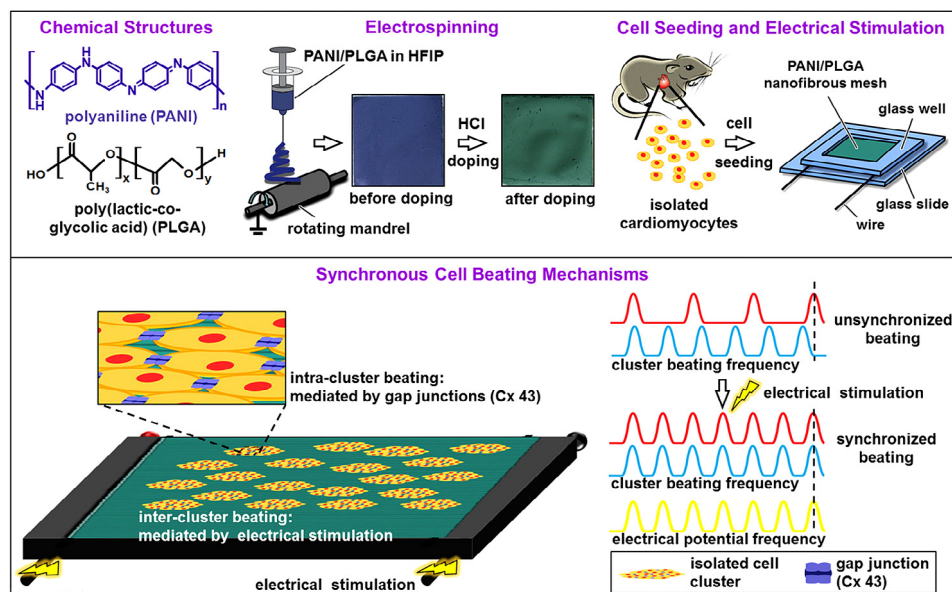 Chemical Structures
N
H
N
N
N
H
n
polyaniline (PANI)
O
HO
CH3
O
x
O
O
y
H
poly(lactic-co-
glycolic acid) (PLGA)
Electrospinning
PANI/PLGA in HFIP
HCl
doping
before doping
after doping
rotating mandrel
Cell Seeding and Electrical Stimulation
PANI/PLGA
nanofibrous mesh
glass well
cell
seeding
isolated
cardiomyocytes
glass slide
wire
Synchronous Cell Beating Mechanisms
intra-cluster beating:
mediated by gap junctions (Cx 43)
inter-cluster beating:
mediated by electrical stimulation
electrical stimulation
unsynchronized
beating
cluster beating frequency
electrical stimulation
synchronized
beating
cluster beating frequency
electrical potential frequency
isolated cell
cluster
gap junction
(Cx 43)